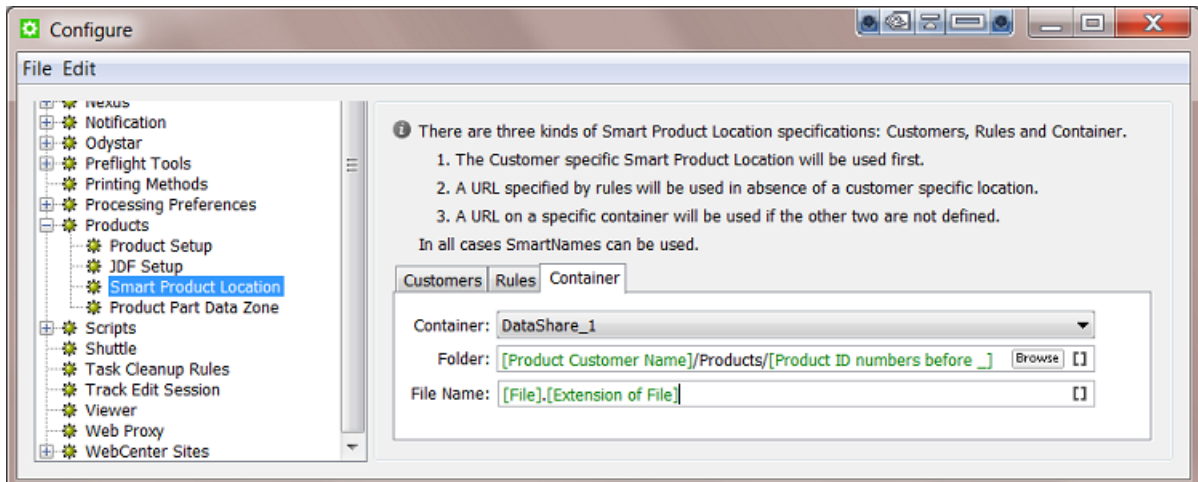 Configure
File Edit
Nexus
Notification
Odystar
Preflight Tools
Printing Methods
Processing Preferences
Products
Product Setup
JDF Setup
Smart Product Location
Product Part Data Zone
Scripts
Shuttle
Task Cleanup Rules
Track Edit Session
Viewer
Web Proxy
WebCenter Sites
There are three kinds of Smart Product Location specifications: Customers, Rules and Container.
1. The Customer specific Smart Product Location will be used first.
2. A URL specified by rules will be used in absence of a customer specific location.
3. A URL on a specific container will be used if the other two are not defined.
In all cases SmartNames can be used.
Customers Rules Container
Container: DataShare_1
Folder: [Product Customer Name]/Products/[Product ID numbers before _] Browse []
File Name: [File].[Extension of File] []